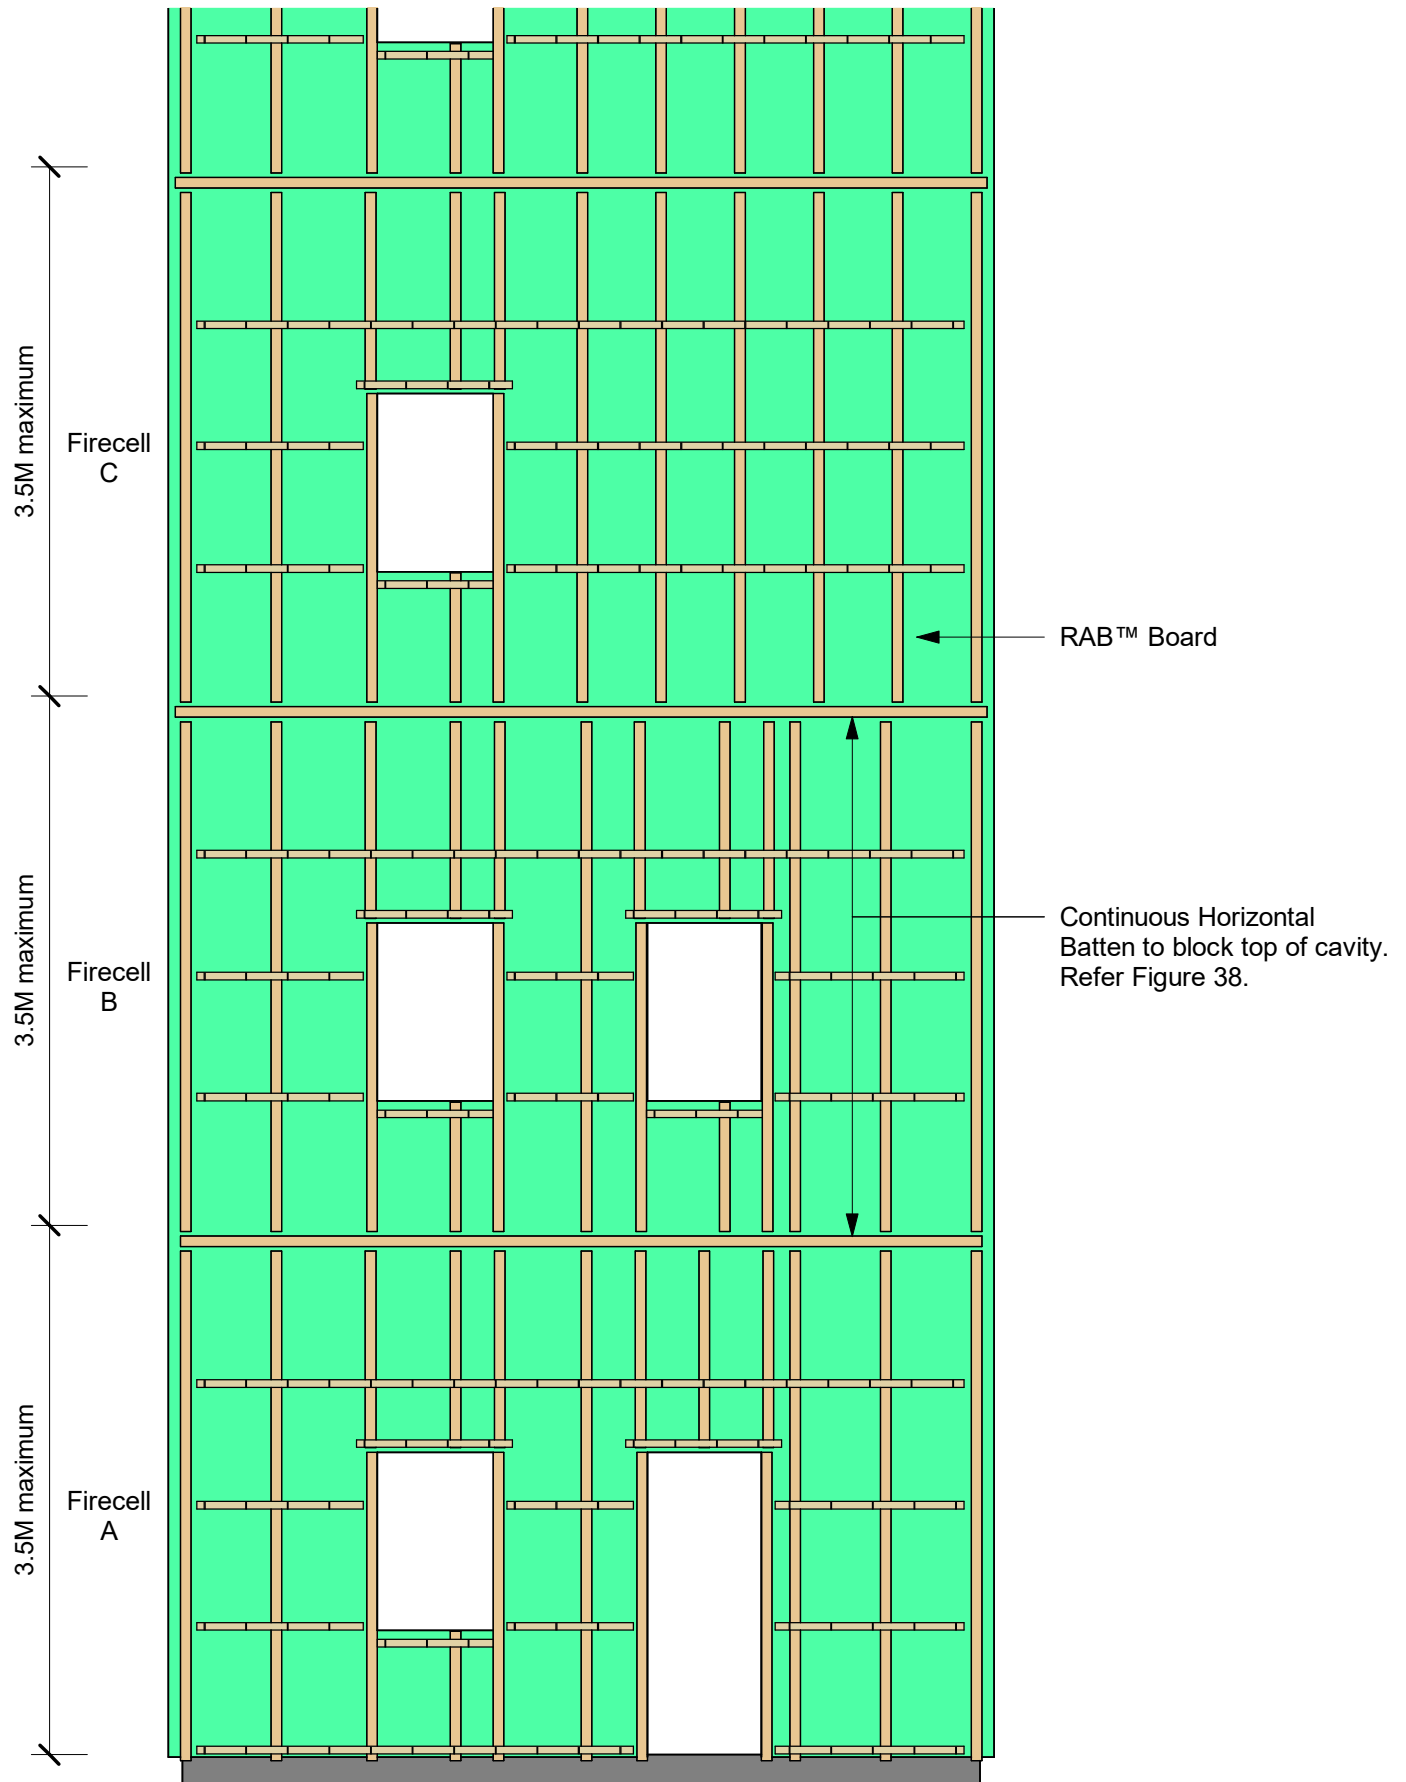 3.5M maximum
Firecell
C
RAB™ Board
3.5M maximum
Firecell
B
Continuous Horizontal
Batten to block top of cavity.
Refer Figure 38.
3.5M maximum
Firecell
A